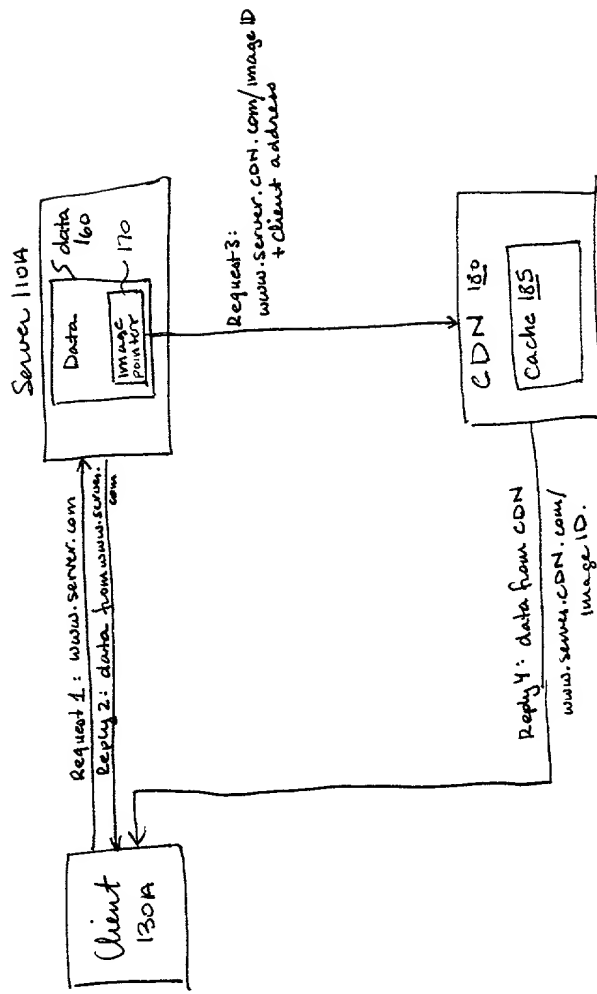 Server 110A
data
160
170
Data
Image
pointer
Request 1: www.server.com
Reply 2: data from www.server.
com
Client
130A
Request 3:
www.server.CDN.com/image ID
+ Client address
CDN 180
Cache 185
Reply 4: data from CDN
www.server.CDN.com/
Image ID.